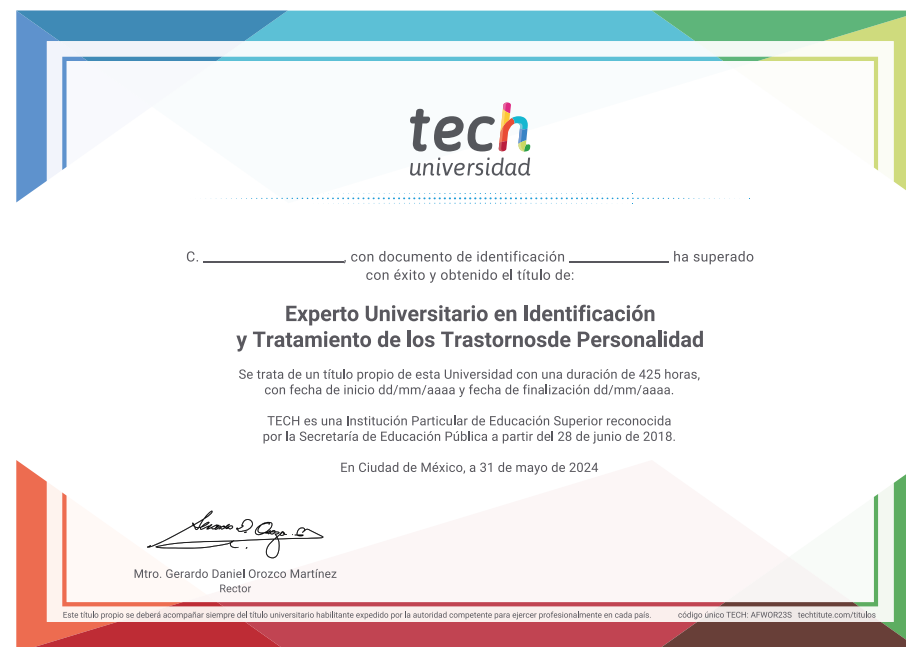 tech
universidad
C. ____________, con documento de identificación ____________ ha superado
con éxito y obtenido el título de:
Experto Universitario en Identificación
y Tratamiento de los Trastornosde Personalidad
Se trata de un título propio de esta Universidad con una duración de 425 horas,
con fecha de inicio dd/mm/aaaa y fecha de finalización dd/mm/aaaa.
TECH es una Institución Particular de Educación Superior reconocida
por la Secretaría de Educación Pública a partir del 28 de junio de 2018.
En Ciudad de México, a 31 de mayo de 2024
Mtro. Gerardo Daniel Orozco Martínez
Rector
Este título propio se deberá acompañar siempre del título universitario habilitante expedido por la autoridad competente para ejercer profesionalmente en cada país. código único TECH: AFWOR23S techtitute.com/titulos